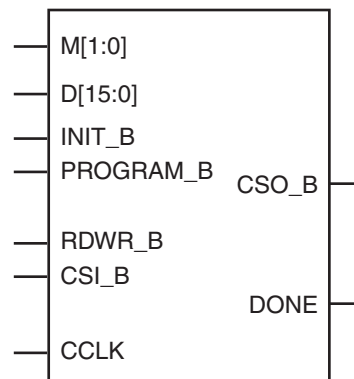 M[1:0]
D[15:0]
INIT_B
PROGRAM_B
CSO_B
RDWR_B
CSI_B
DONE
CCLK